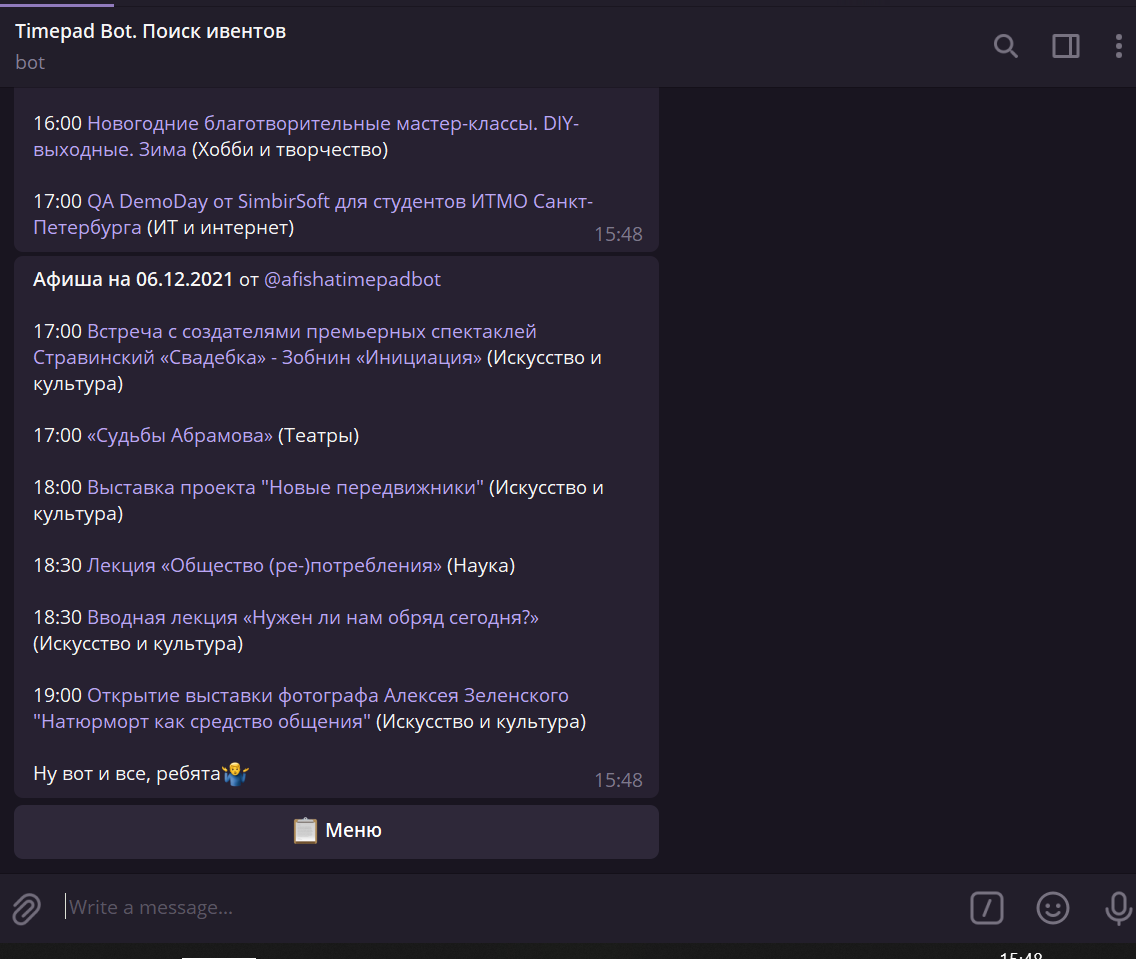 Timepad Bot. Поиск ивентов
bot
16:00 Новогодние благотворительные мастер-классы. DIY-
выходные. Зима (Хобби и творчество)
17:00 QA DemoDay от SimbirSoft для студентов ИТМО Санкт-
Петербурга (ИТ и интернет)
15:48
Афиша на 06.12.2021 от @afishatimepadbot
17:00 Встреча с создателями премьерных спектаклей
Стравинский «Свадебка» - Зобнин «Инициация» (Искусство и
культура)
17:00 «Судьбы Абрамова» (Театры)
18:00 Выставка проекта "Новые передвижники" (Искусство и
культура)
18:30 Лекция «Общество (ре-)потребления» (Наука)
18:30 Вводная лекция «Нужен ли нам обряд сегодня?»
(Искусство и культура)
19:00 Открытие выставки фотографа Алексея Зеленского
"Натюрморт как средство общения" (Искусство и культура)
Ну вот и все, ребята🤷‍♂️
15:48
📋 Меню
Write a message...
15:48